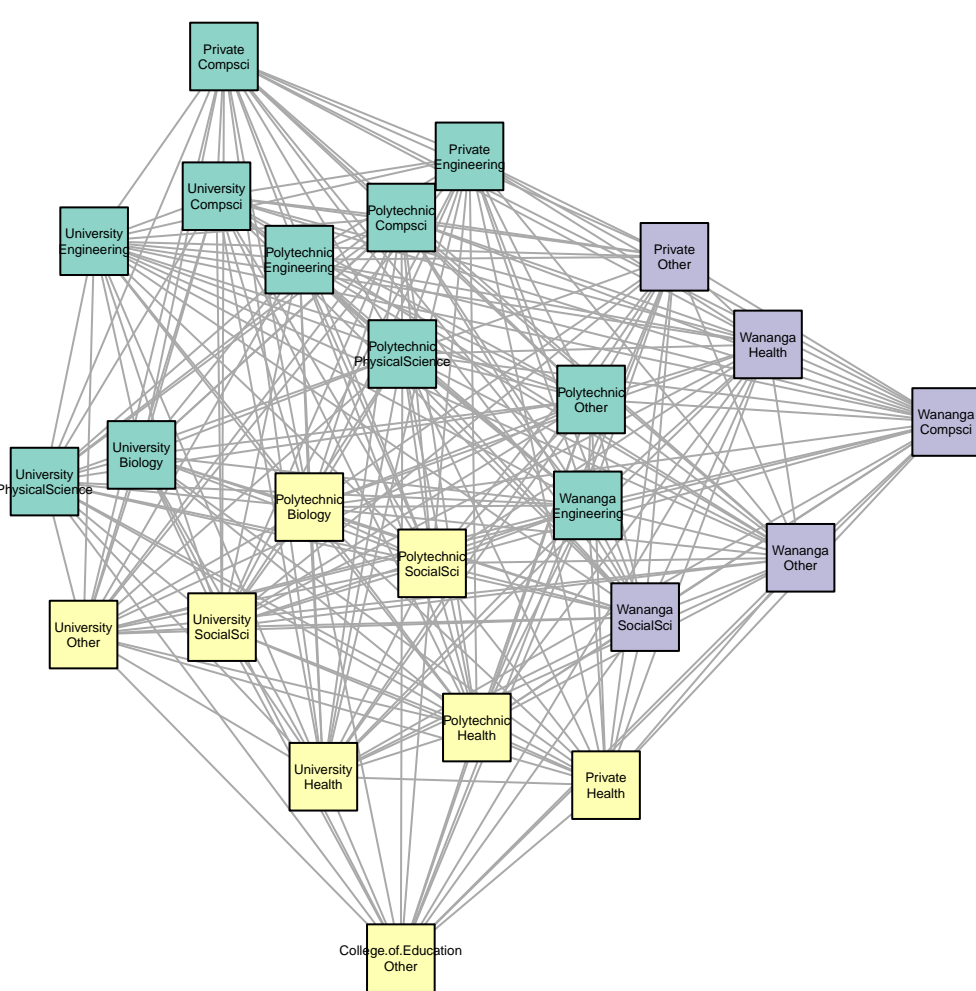 Private
Compsci
Private
Engineering
University
Compsci
Polytechnic
Compsci
University
Engineering
Polytechnic
Engineering
Private
Other
Wananga
Health
Polytechnic
PhysicalScience
Polytechnic
Other
Wananga
Compsci
University
Biology
University
PhysicalScience
Polytechnic
Biology
Wananga
Engineering
Polytechnic
SocialSci
Wananga
Other
University
Other
University
SocialSci
Wananga
SocialSci
Polytechnic
Health
University
Health
Private
Health
College.of.Education
Other